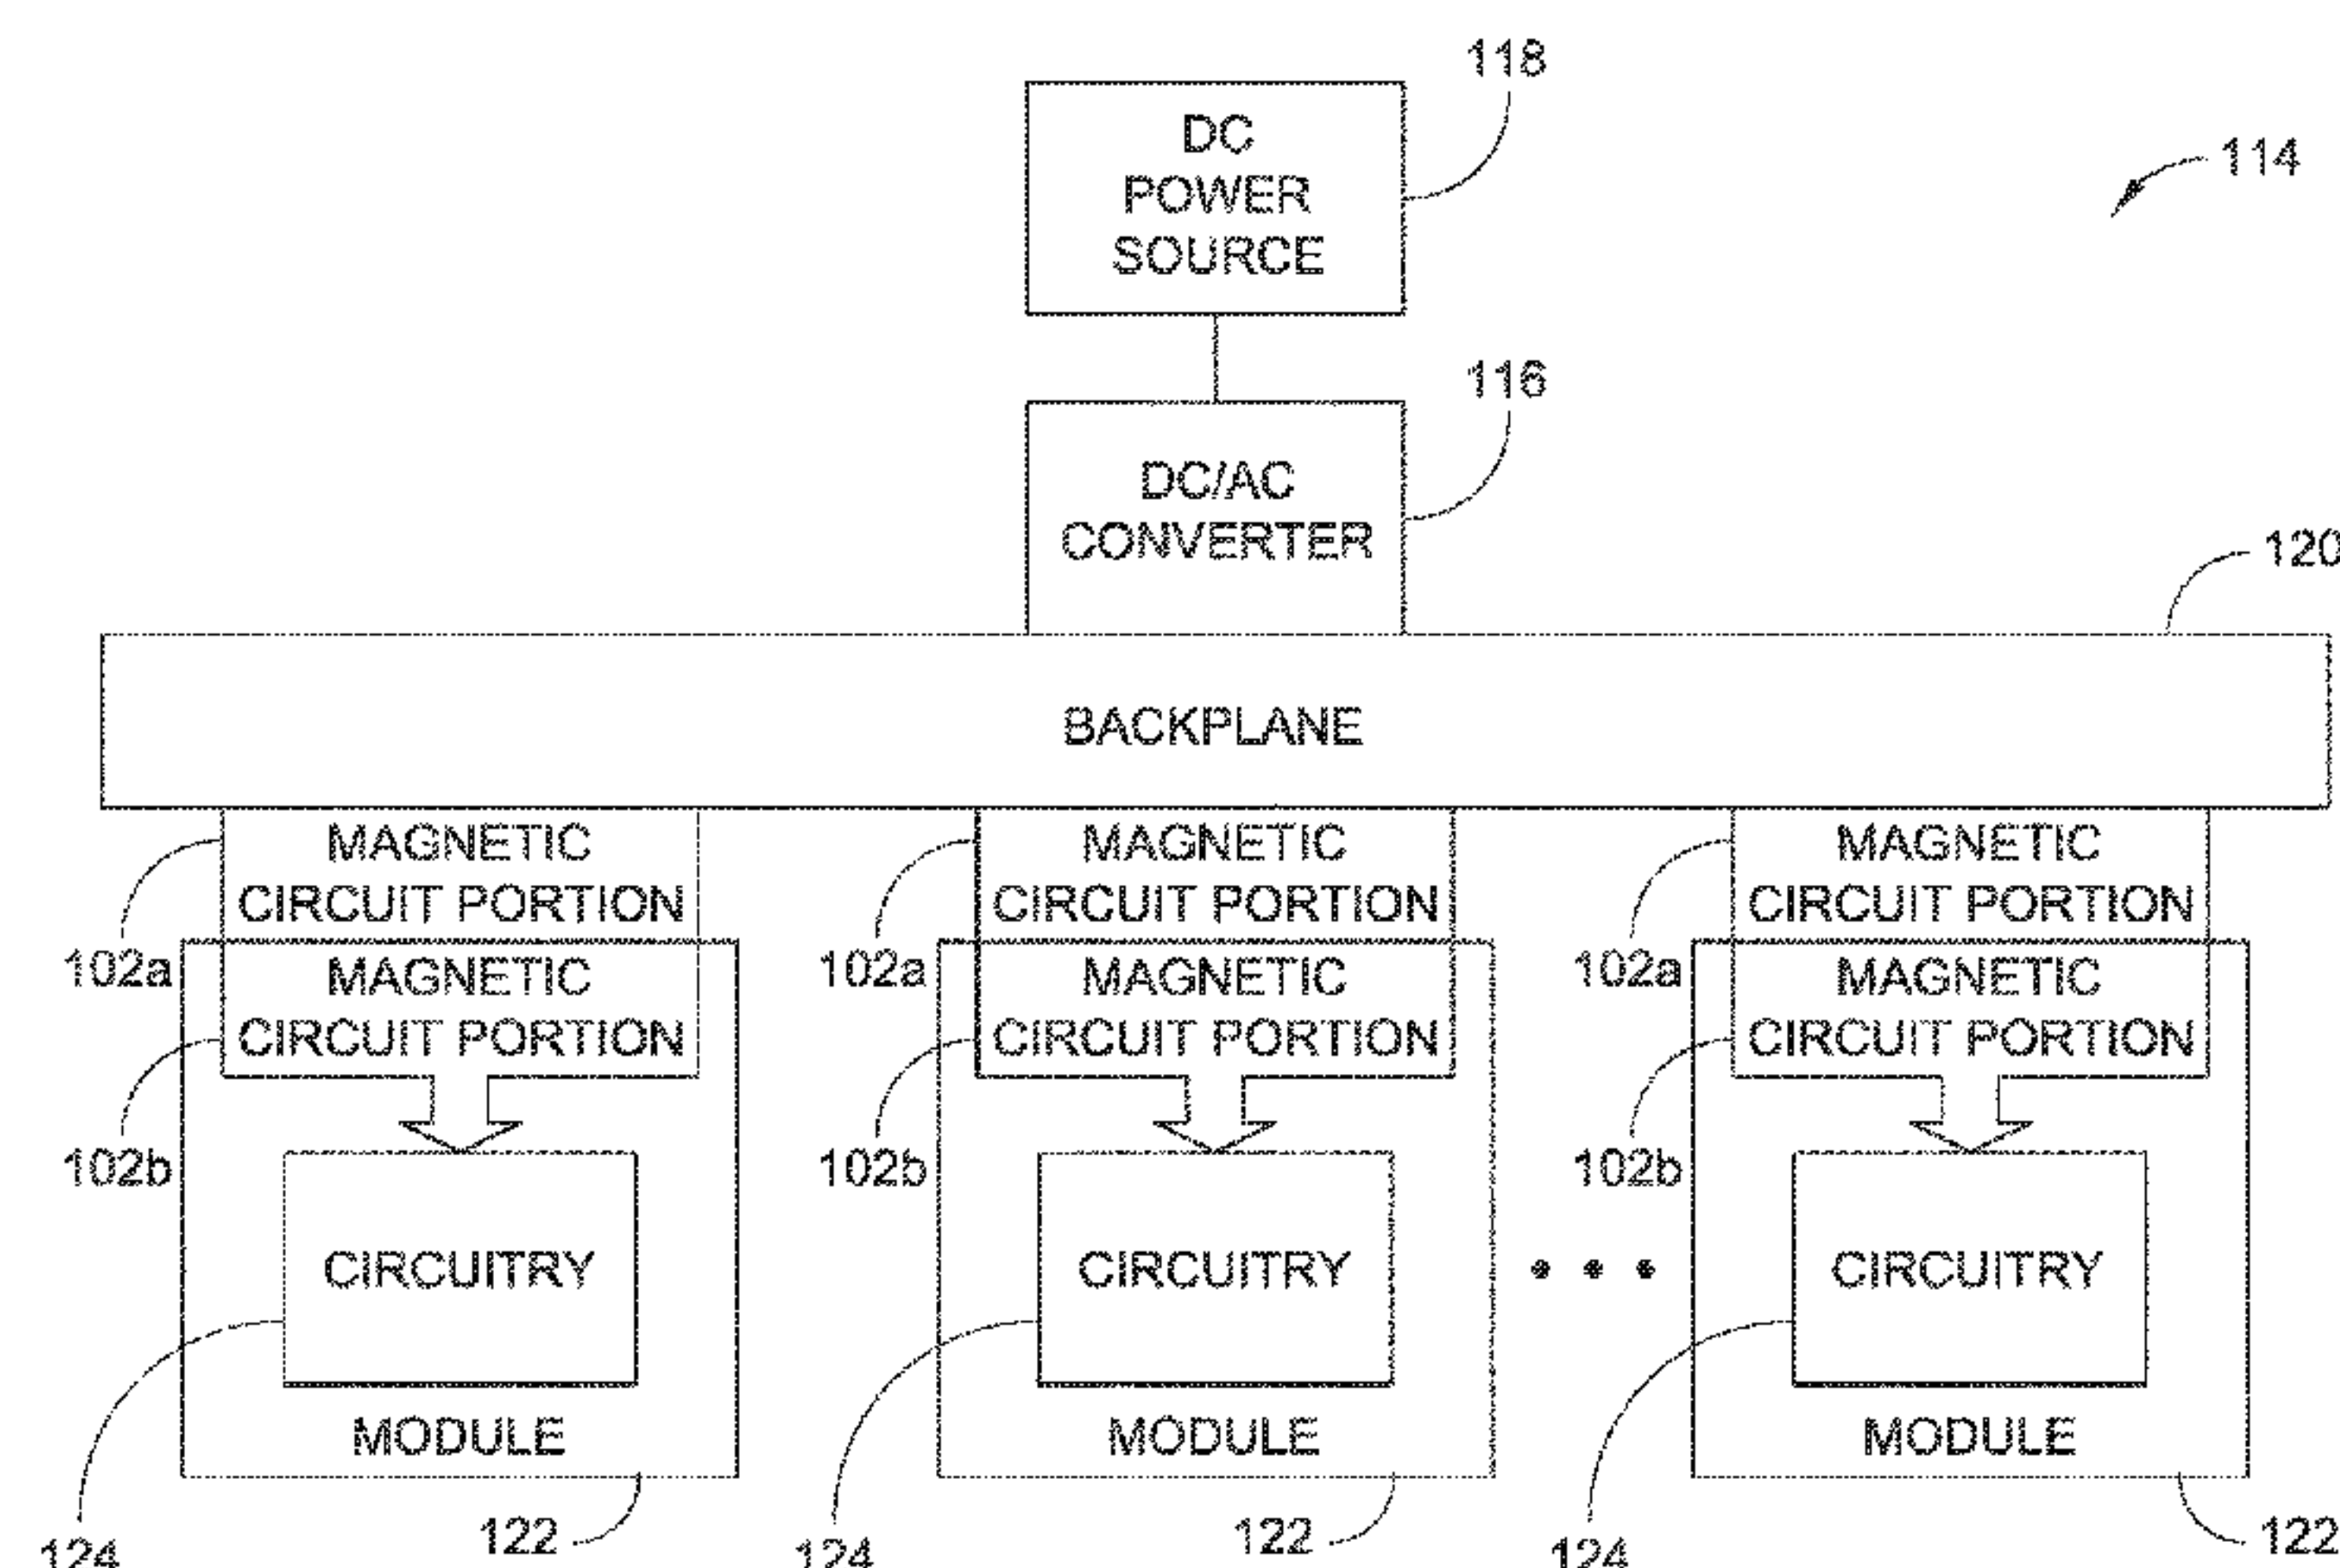 118
DC
POWER
SOURCE
114
116
DC/AC
CONVERTER
120
BACKPLANE
MAGNETIC
CIRCUIT PORTION
MAGNETIC
CIRCUIT PORTION
MAGNETIC
CIRCUIT PORTION
102a
102a
102a
MAGNETIC
CIRCUIT PORTION
MAGNETIC
CIRCUIT PORTION
MAGNETIC
CIRCUIT PORTION
102b
102b
102b
CIRCUITRY
CIRCUITRY
• • •
CIRCUITRY
MODULE
MODULE
MODULE
124
122
124
122
124
122